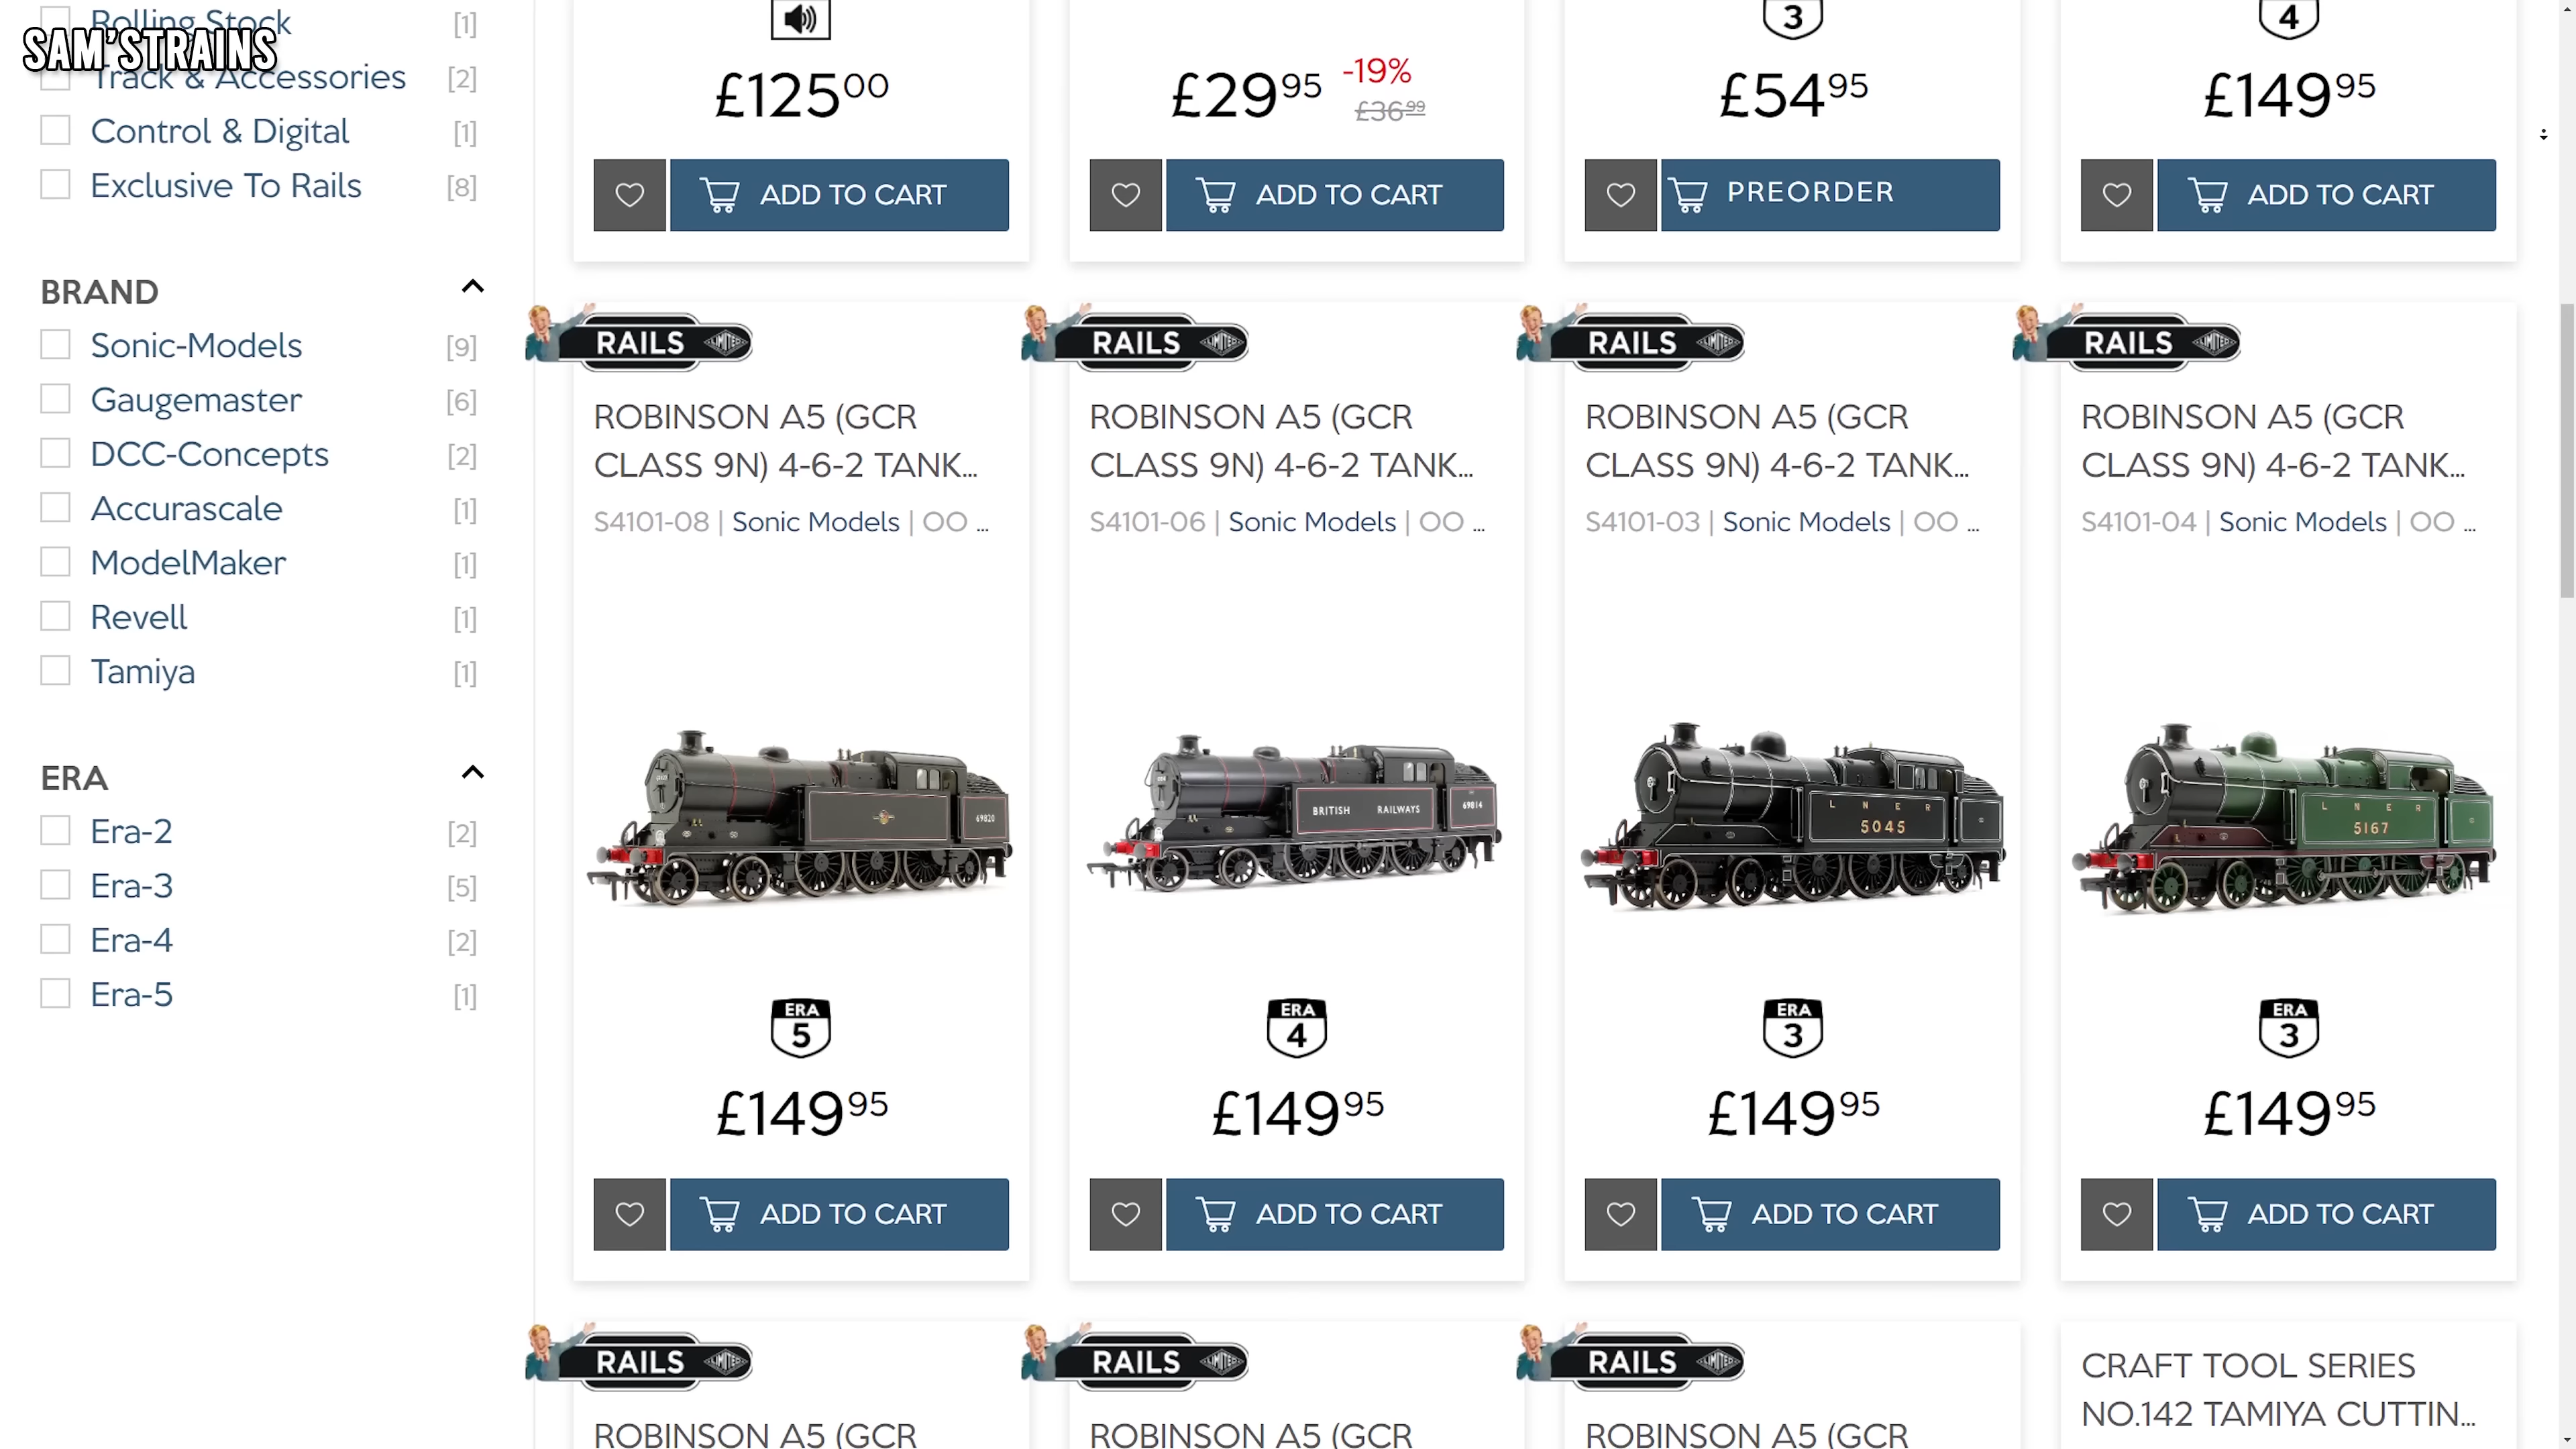 SAM'STRAINS
Rolling Stock [1]
Track & Accessories [2]
Control & Digital [1]
Exclusive To Rails [8]
BRAND
Sonic-Models [9]
Gaugemaster [6]
DCC-Concepts [2]
Accurascale [1]
ModelMaker [1]
Revell [1]
Tamiya [1]
ERA
Era-2 [2]
Era-3 [5]
Era-4 [2]
Era-5 [1]
£125 00
ADD TO CART
£29 95 -19% £36 99
ADD TO CART
3
£54 95
PREORDER
4
£149 95
ADD TO CART
RAILS LIMITED
ROBINSON A5 (GCR
CLASS 9N) 4-6-2 TANK...
S4101-08 | Sonic Models | OO ...
69820
ERA
5
£149 95
ADD TO CART
RAILS LIMITED
ROBINSON A5 (GCR
CLASS 9N) 4-6-2 TANK...
S4101-06 | Sonic Models | OO ...
BRITISH RAILWAYS 69814
ERA
4
£149 95
ADD TO CART
RAILS LIMITED
ROBINSON A5 (GCR
CLASS 9N) 4-6-2 TANK...
S4101-03 | Sonic Models | OO ...
L N E R
5045
ERA
3
£149 95
ADD TO CART
RAILS LIMITED
ROBINSON A5 (GCR
CLASS 9N) 4-6-2 TANK...
S4101-04 | Sonic Models | OO ...
L N E R
5167
ERA
3
£149 95
ADD TO CART
RAILS LIMITED
ROBINSON A5 (GCR
RAILS LIMITED
ROBINSON A5 (GCR
RAILS LIMITED
ROBINSON A5 (GCR
CRAFT TOOL SERIES
NO.142 TAMIYA CUTTIN...